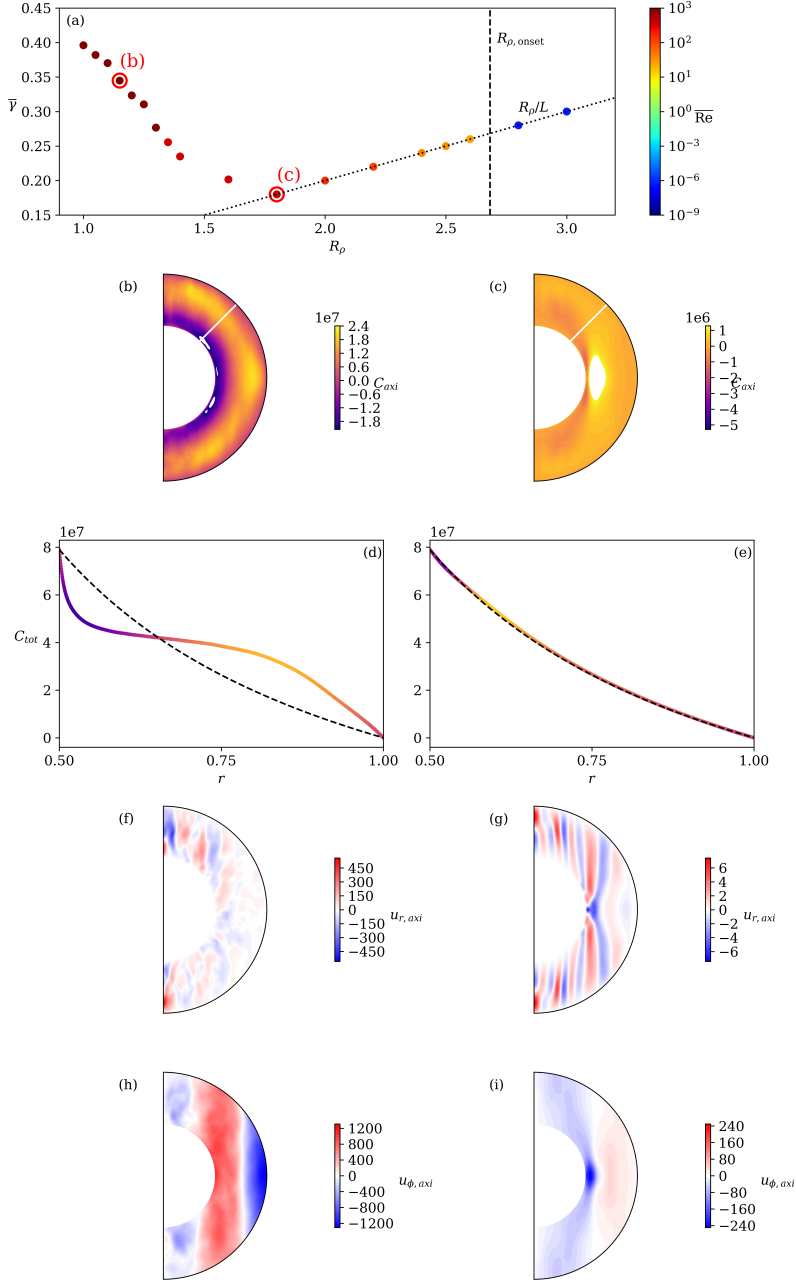 (a)
0.45
0.40
0.35
0.30
0.25
0.20
0.15
γ̅
(b)
(c)
R_{ρ,onset}
R_ρ/L
1.0 1.5 2.0 2.5 3.0
R_ρ
10^3
10^2
10^1
10^0
10^{-3}
10^{-6}
10^{-9}
R̅e̅
(b)
1e7
2.4
1.8
1.2
0.6
0.0
−0.6
−1.2
−1.8
C_{axi}
(c)
1e6
1
0
−1
−2
−3
−4
−5
C_{axi}
1e7
(d)
8
6
4
2
0
C_{tot}
0.50 0.75 1.00
r
1e7
(e)
8
6
4
2
0
0.50 0.75 1.00
r
(f)
450
300
150
0
−150
−300
−450
u_{r,axi}
(g)
6
4
2
0
−2
−4
−6
u_{r,axi}
(h)
1200
800
400
0
−400
−800
−1200
u_{ϕ,axi}
(i)
240
160
80
0
−80
−160
−240
u_{ϕ,axi}